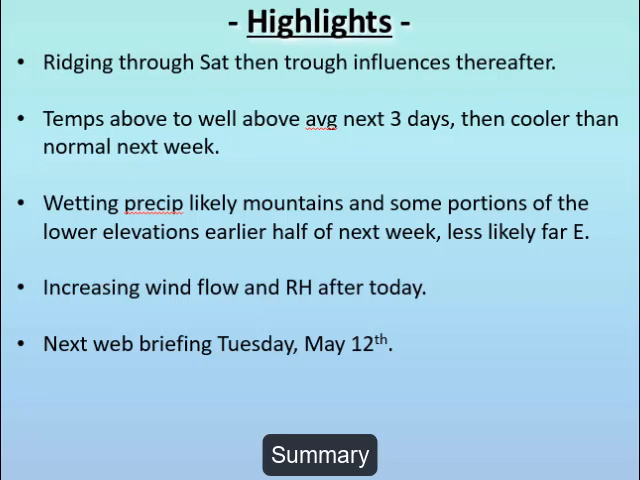 - Highlights -
• Ridging through Sat then trough influences thereafter.
• Temps above to well above avg next 3 days, then cooler than
normal next week.
• Wetting precip likely mountains and some portions of the
lower elevations earlier half of next week, less likely far E.
• Increasing wind flow and RH after today.
• Next web briefing Tuesday, May 12th.
Summary